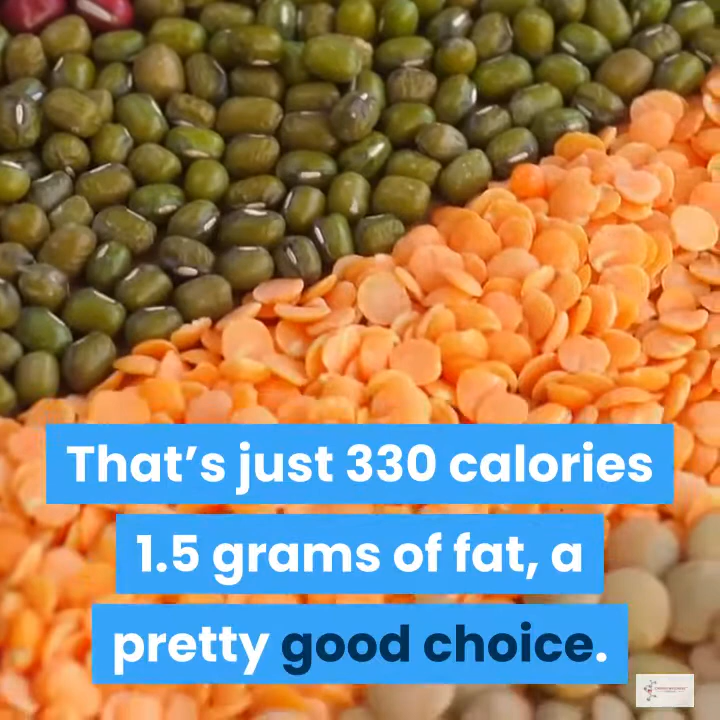 That’s just 330 calories
1.5 grams of fat, a
pretty good choice.